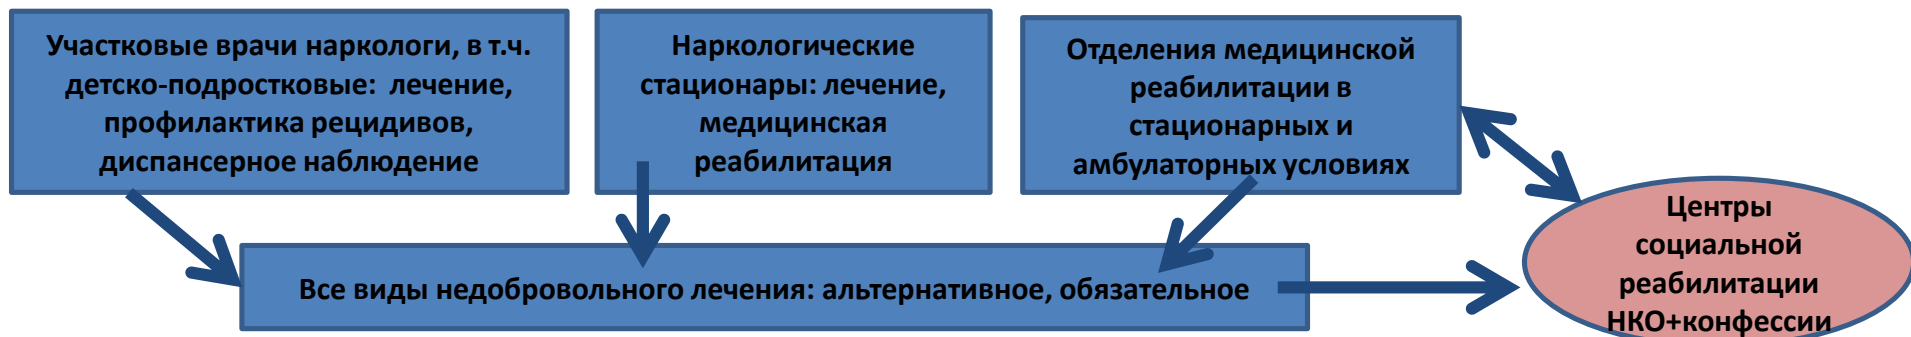 Участковые врачи наркологи, в т.ч.
детско-подростковые: лечение,
профилактика рецидивов,
диспансерное наблюдение
Наркологические
стационары: лечение,
медицинская
реабилитация
Отделения медицинской
реабилитации в
стационарных и
амбулаторных условиях
Все виды недобровольного лечения: альтернативное, обязательное
Центры
социальной
реабилитации
НКО+конфессии